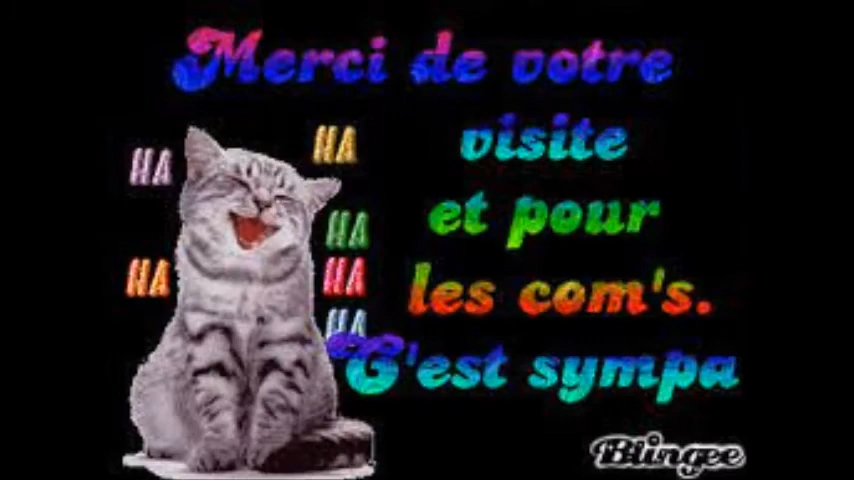 Merci de votre
visite
et pour
les com's.
C'est sympa
HA
HA
HA
HA
HA
HA
Blingee